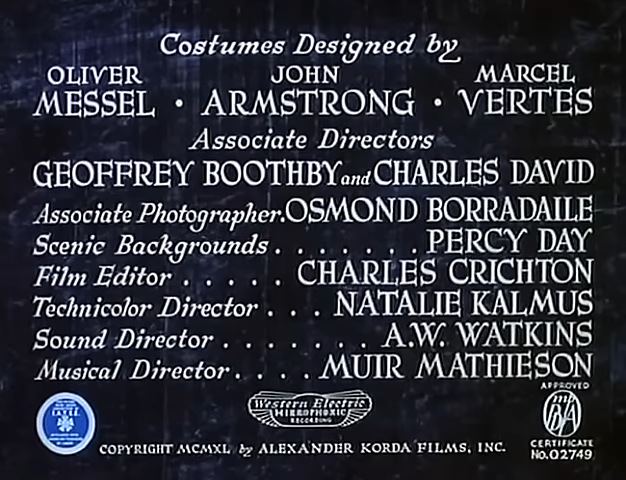 Costumes Designed by
OLIVER JOHN MARCEL
MESSEL · ARMSTRONG · VERTES
Associate Directors
GEOFFREY BOOTHBY and CHARLES DAVID
Associate Photographer. OSMOND BORRADAILE
Scenic Backgrounds . . . . . . . PERCY DAY
Film Editor . . . . . CHARLES CRICHTON
Technicolor Director . . . NATALIE KALMUS
Sound Director . . . . . . . A.W. WATKINS
Musical Director . . . . MUIR MATHIESON
APPROVED
Western Electric
MIRROPHONIC
RECORDING
I.A.T.S.E.
COPYRIGHT MCMXL by ALEXANDER KORDA FILMS, INC.
CERTIFICATE
No. 02749